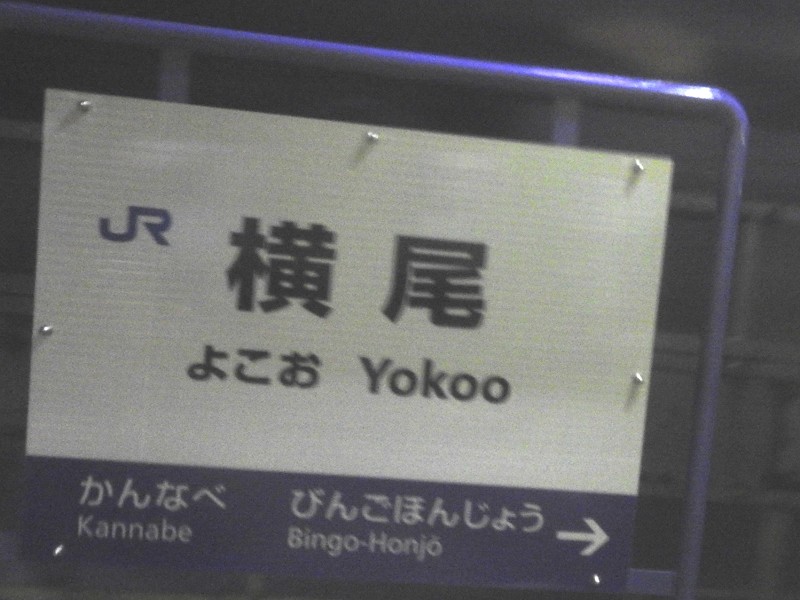 JR 横尾
よこお Yokoo
かんなべ びんごほんじょう →
Kannabe Bingo-Honjō